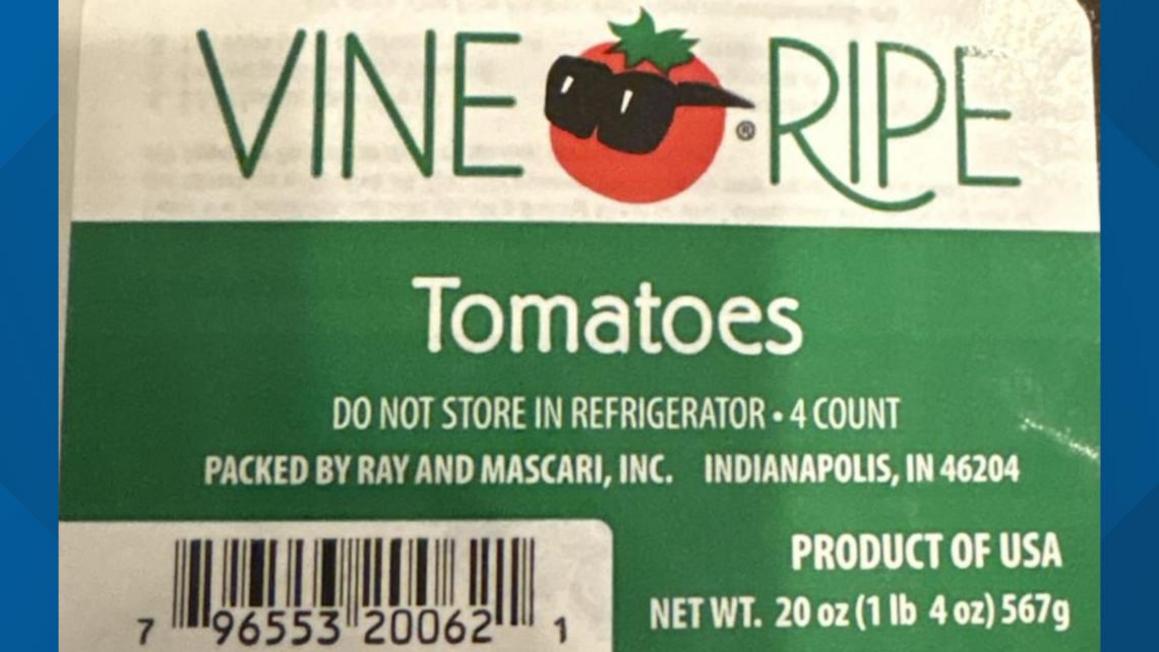 VINE ® RIPE
Tomatoes
DO NOT STORE IN REFRIGERATOR • 4 COUNT
PACKED BY RAY AND MASCARI, INC. INDIANAPOLIS, IN 46204
PRODUCT OF USA
NET WT. 20 oz (1 lb 4 oz) 567g
7 96553 20062 1